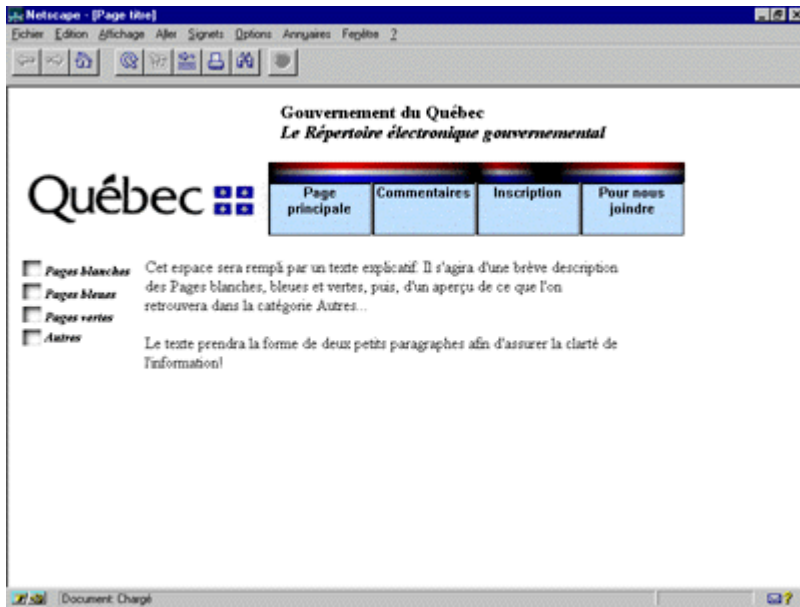 Netscape - [Page titre]
Fichier Edition Affichage Aller Signets Options Annuaires Fenêtre ?
Gouvernement du Québec
Le Répertoire électronique gouvernemental
Québec
Page principale
Commentaires
Inscription
Pour nous joindre
Pages blanches
Pages bleues
Pages vertes
Autres
Cet espace sera rempli par un texte explicatif. Il s'agira d'une brève description
des Pages blanches, bleues et vertes, puis, d'un aperçu de ce que l'on
retrouvera dans la catégorie Autres...
Le texte prendra la forme de deux petits paragraphes afin d'assurer la clarté de
l'information!
Document: Chargé